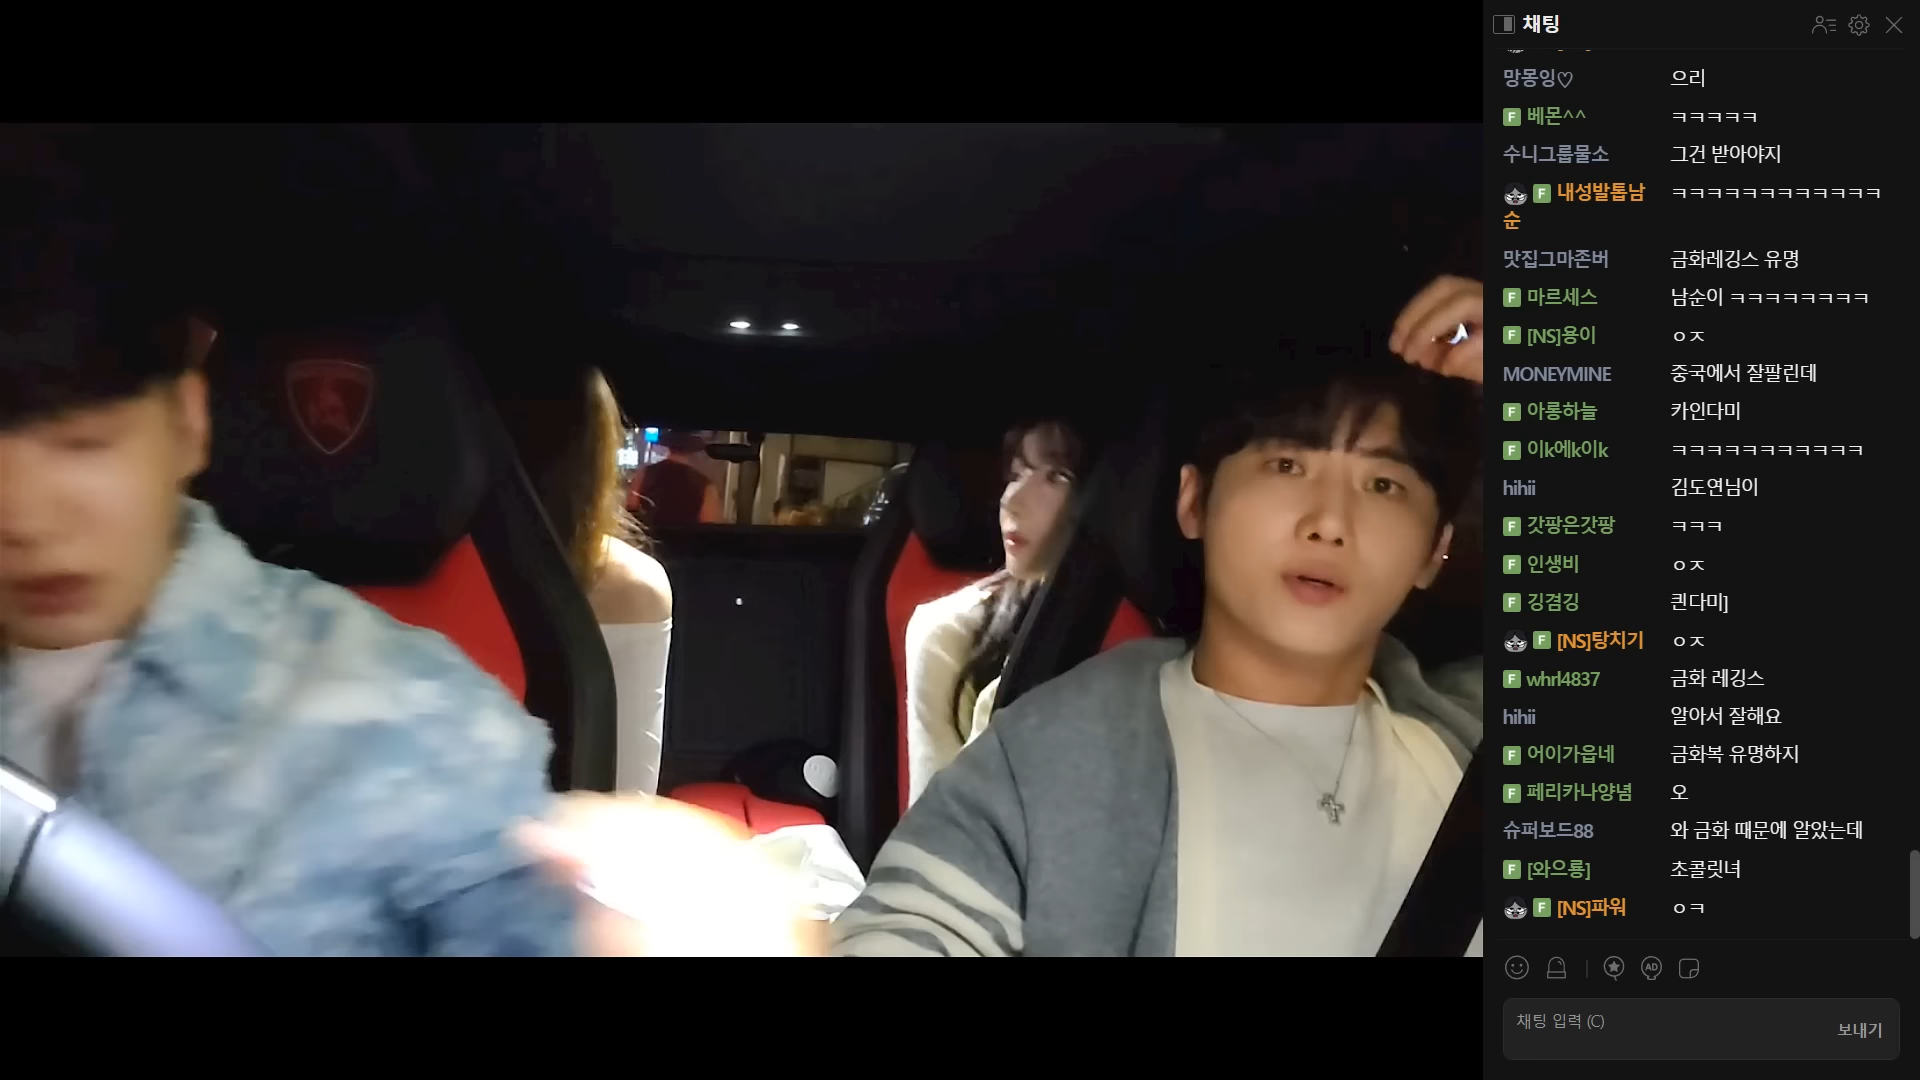 채팅
망몽잉♡ 으리
F 베몬^^ ㅋㅋㅋㅋㅋ
수니그룹물소 그건 받아야지
F 내성발톱남순 ㅋㅋㅋㅋㅋㅋㅋㅋㅋㅋㅋㅋ
맛집그마존버 금화레깅스 유명
F 마르세스 남순이 ㅋㅋㅋㅋㅋㅋㅋㅋ
F [NS]용이 ㅇㅈ
MONEYMINE 중국에서 잘팔린데
F 아롱하늘 카인다미
F 이k에k이k ㅋㅋㅋㅋㅋㅋㅋㅋㅋㅋㅋ
hihii 김도연님이
F 갓팡은갓팡 ㅋㅋㅋ
F 인생비 ㅇㅈ
F 깅겸깅 퀸다미]
F [NS]탕치기 ㅇㅈ
F whrl4837 금화 레깅스
hihii 알아서 잘해요
F 어이가읍네 금화복 유명하지
F 페리카나양념 오
슈퍼보드88 와 금화 때문에 알았는데
F [와으룡] 초콜릿녀
F [NS]파워 ㅇㅋ
AD
채팅 입력 (C)
보내기